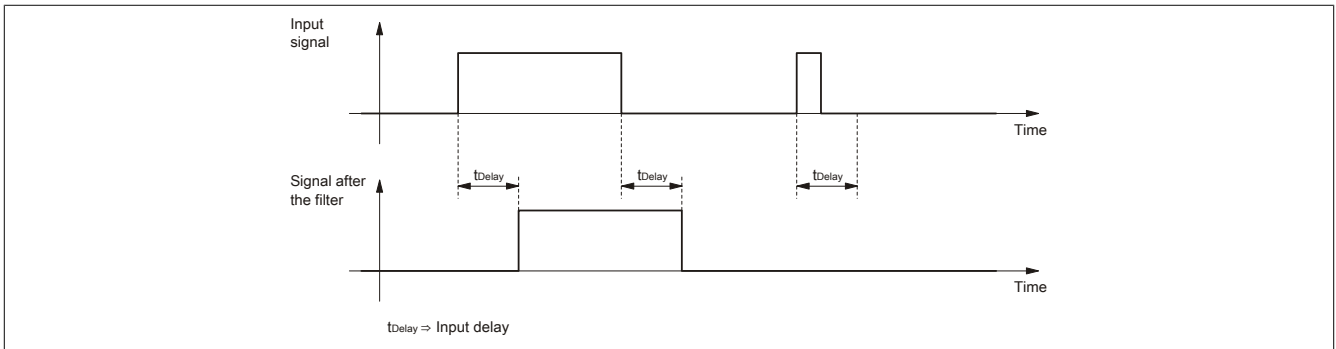 Input
signal
Time
tDelay
tDelay
tDelay
Signal after
the filter
Time
tDelay ⇒ Input delay